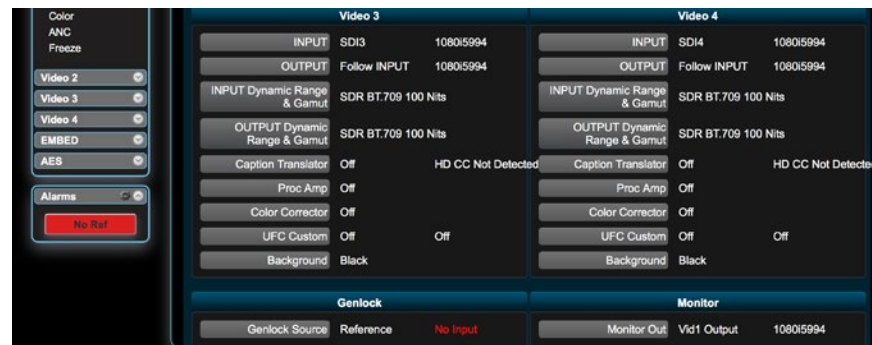 Color
ANC
Freeze
Video 2
Video 3
Video 4
EMBED
AES
Alarms
No Ref
Video 3
INPUT SDI3 1080i5994
OUTPUT Follow INPUT 1080i5994
INPUT Dynamic Range
& Gamut SDR BT.709 100 Nits
OUTPUT Dynamic
Range & Gamut SDR BT.709 100 Nits
Caption Translator Off HD CC Not Detected
Proc Amp Off
Color Corrector Off
UFC Custom Off Off
Background Black
Video 4
INPUT SDI4 1080i5994
OUTPUT Follow INPUT 1080i5994
INPUT Dynamic Range
& Gamut SDR BT.709 100 Nits
OUTPUT Dynamic
Range & Gamut SDR BT.709 100 Nits
Caption Translator Off HD CC Not Detecte
Proc Amp Off
Color Corrector Off
UFC Custom Off Off
Background Black
Genlock
Genlock Source Reference No Input
Monitor
Monitor Out Vid1 Output 1080i5994